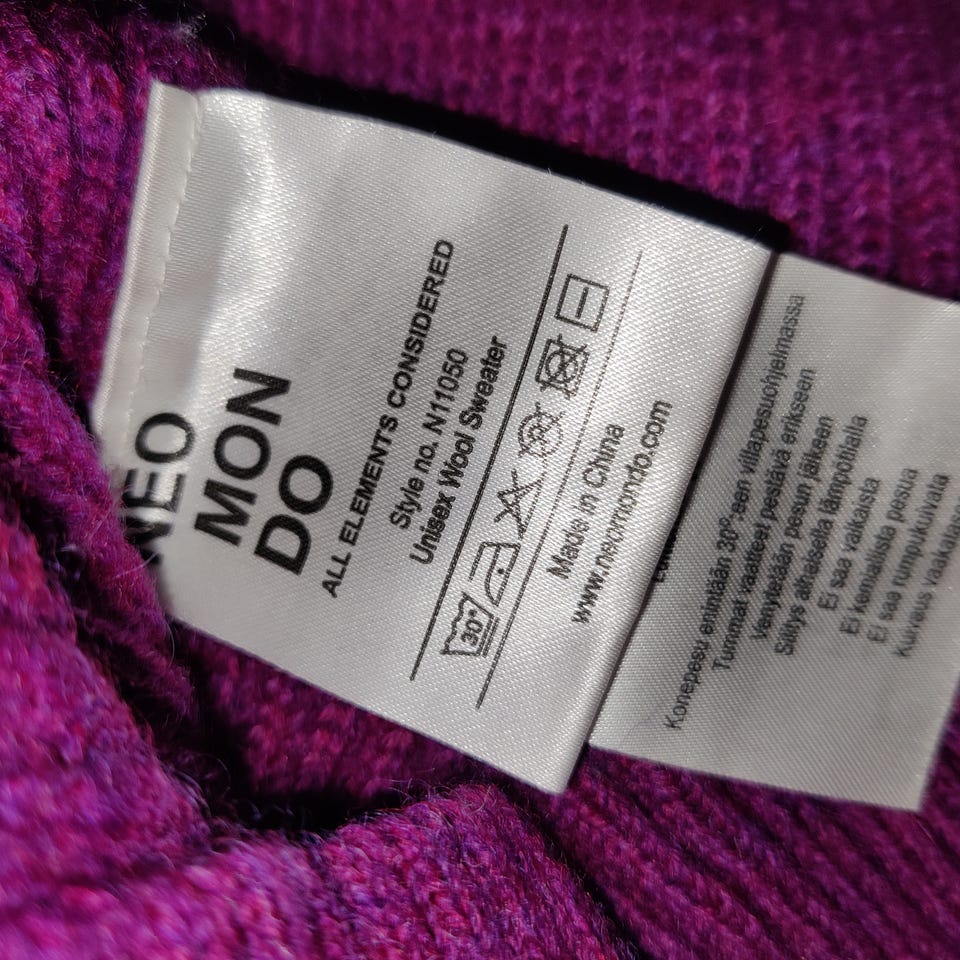 NEO
MON
DO
ALL ELEMENTS CONSIDERED
Style no. N11050
Unisex Wool Sweater
30°
Made in China
www.neomondo.com
Konepesu enintään 30°:een villapesuohjelmassa
Tummat vaatteet pestävä erikseen
Venytetään pesun jälkeen
Silitys alhaisella lämpötilalla
Ei saa valkaista
Ei kemiallista pesua
Ei saa rumpukuivata
Kuivaus